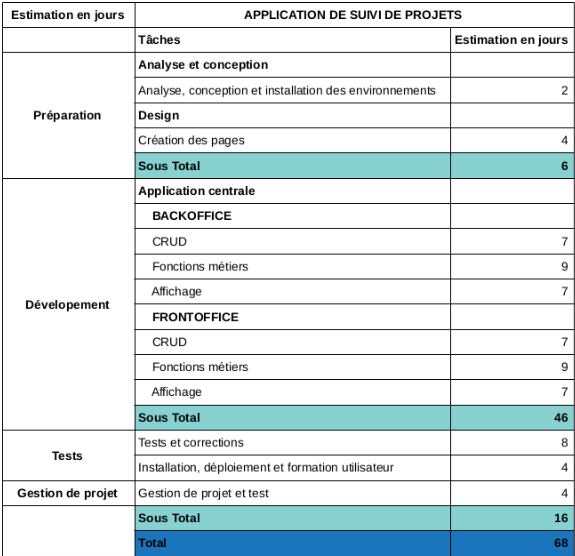 Estimation en jours APPLICATION DE SUIVI DE PROJETS
Tâches Estimation en jours
Analyse et conception
Analyse, conception et installation des environnements 2
Préparation Design
Création des pages 4
Sous Total 6
Application centrale
BACKOFFICE
CRUD 7
Fonctions métiers 9
Affichage 7
Dévelopement
FRONTOFFICE
CRUD 7
Fonctions métiers 9
Affichage 7
Sous Total 46
Tests
Tests et corrections 8
Installation, déploiement et formation utilisateur 4
Gestion de projet Gestion de projet et test 4
Sous Total 16
Total 68